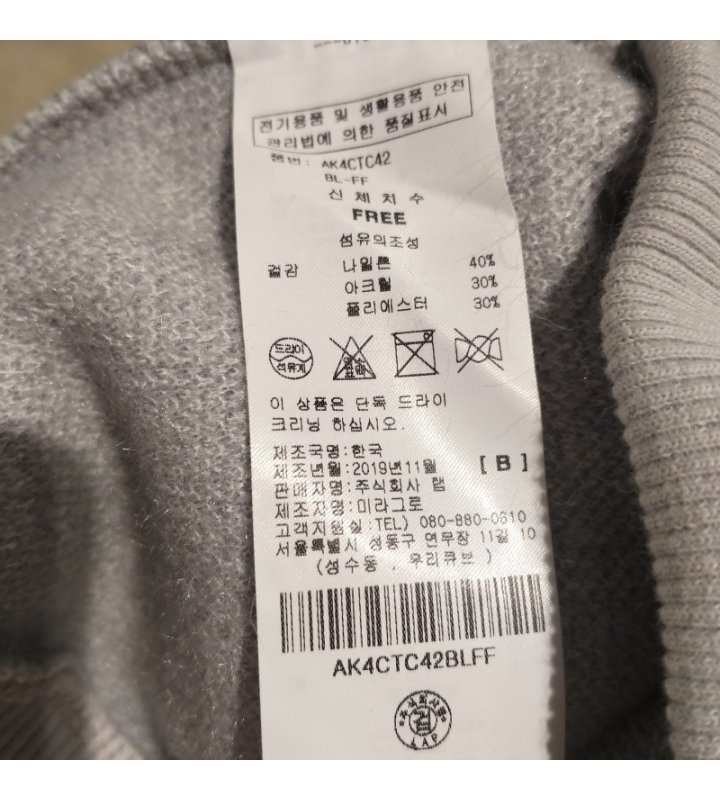 전기용품 및 생활용품 안전
관리법에 의한 품질표시
품번: AK4CTC42
BL-FF
신체치수
FREE
섬유의조성
겉감 나일론 40%
아크릴 30%
폴리에스터 30%
드라이
석유계
염소
표백
이 상품은 단독 드라이
크리닝 하십시오.
제조국명:한국
제조년월:2019년11월 [ B ]
판매자명:주식회사 랩
제조자명:미라그로
고객지원실:TEL) 080-880-0610
서울특별시 성동구 연무장 11길 10
(성수동 , 우리큐브 )
AK4CTC42BLFF
LAP